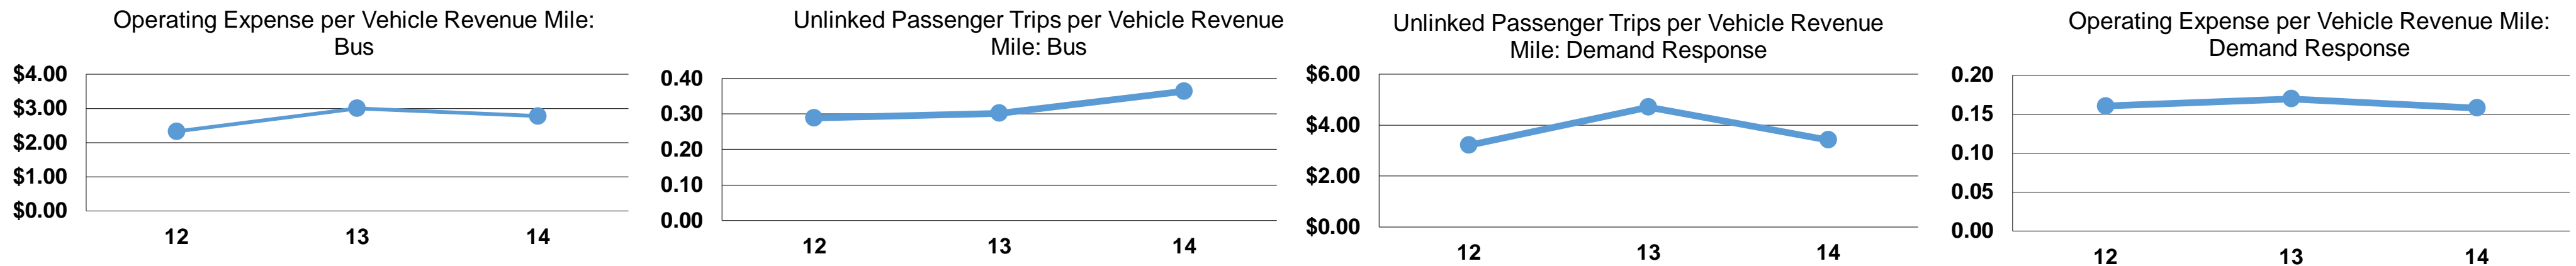 Operating Expense per Vehicle Revenue Mile:
Bus
$4.00
$3.00
$2.00
$1.00
$0.00
12 13 14
Unlinked Passenger Trips per Vehicle Revenue
Mile: Bus
0.40
0.30
0.20
0.10
0.00
12 13 14
Unlinked Passenger Trips per Vehicle Revenue
Mile: Demand Response
$6.00
$4.00
$2.00
$0.00
12 13 14
Operating Expense per Vehicle Revenue Mile:
Demand Response
0.20
0.15
0.10
0.05
0.00
12 13 14